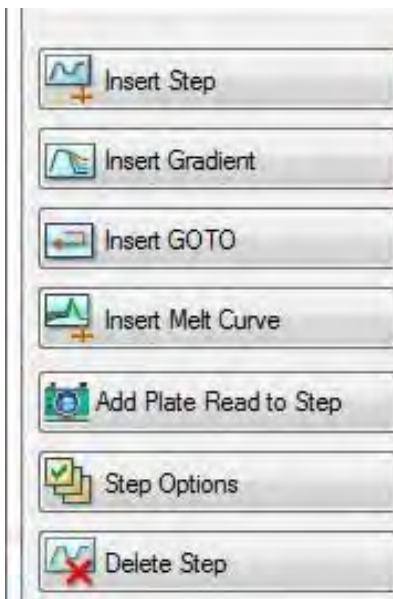 Insert Step
Insert Gradient
Insert GOTO
Insert Melt Curve
Add Plate Read to Step
Step Options
Delete Step